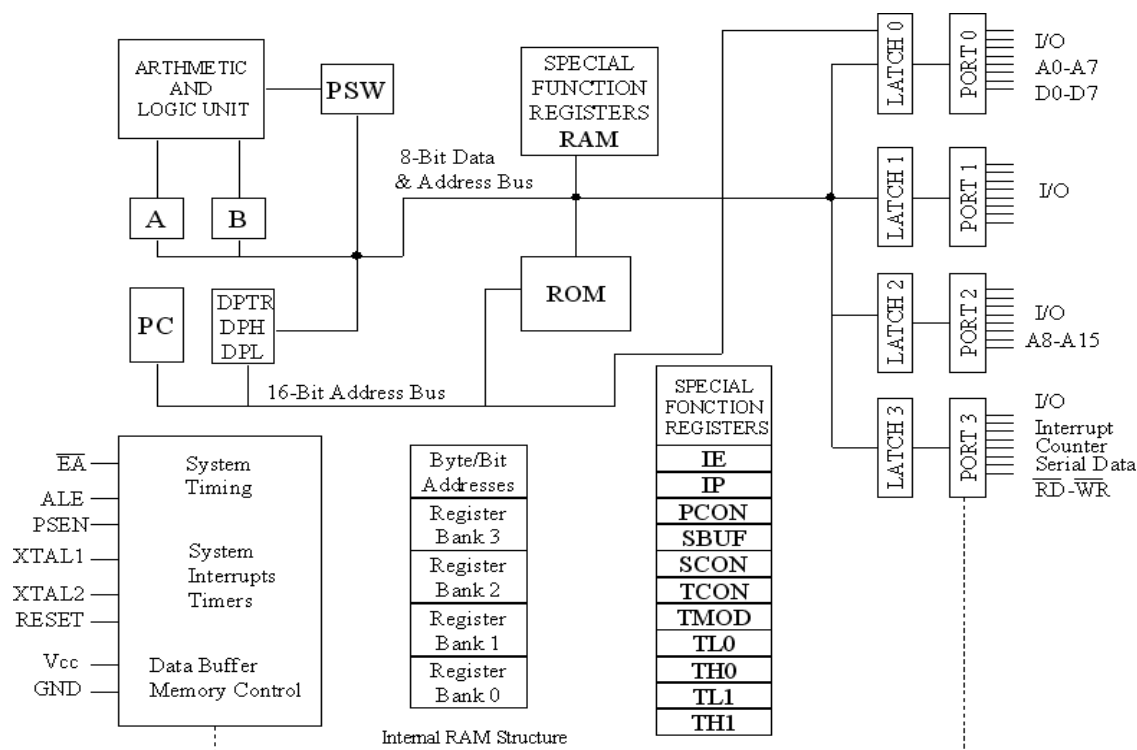 ARTHMETIC
AND
LOGIC UNIT
PSW
SPECIAL
FUNCTION
REGISTERS
RAM
8-Bit Data
& Address Bus
A
B
PC
DPTR
DPH
DPL
ROM
16-Bit Address Bus
LATCH 0
PORT 0
I/O
A0-A7
D0-D7
LATCH 1
PORT 1
I/O
LATCH 2
PORT 2
I/O
A8-A15
LATCH 3
PORT 3
I/O
Interrupt
Counter
Serial Data
R̅D̅-W̅R̅
E̅A̅
ALE
PSEN
XTAL1
XTAL2
RESET
Vcc
GND
System
Timing
System
Interrupts
Timers
Data Buffer
Memory Control
Byte/Bit
Addresses
Register
Bank 3
Register
Bank 2
Register
Bank 1
Register
Bank 0
Internal RAM Structure
SPECIAL
FONCTION
REGISTERS
IE
IP
PCON
SBUF
SCON
TCON
TMOD
TL0
TH0
TL1
TH1